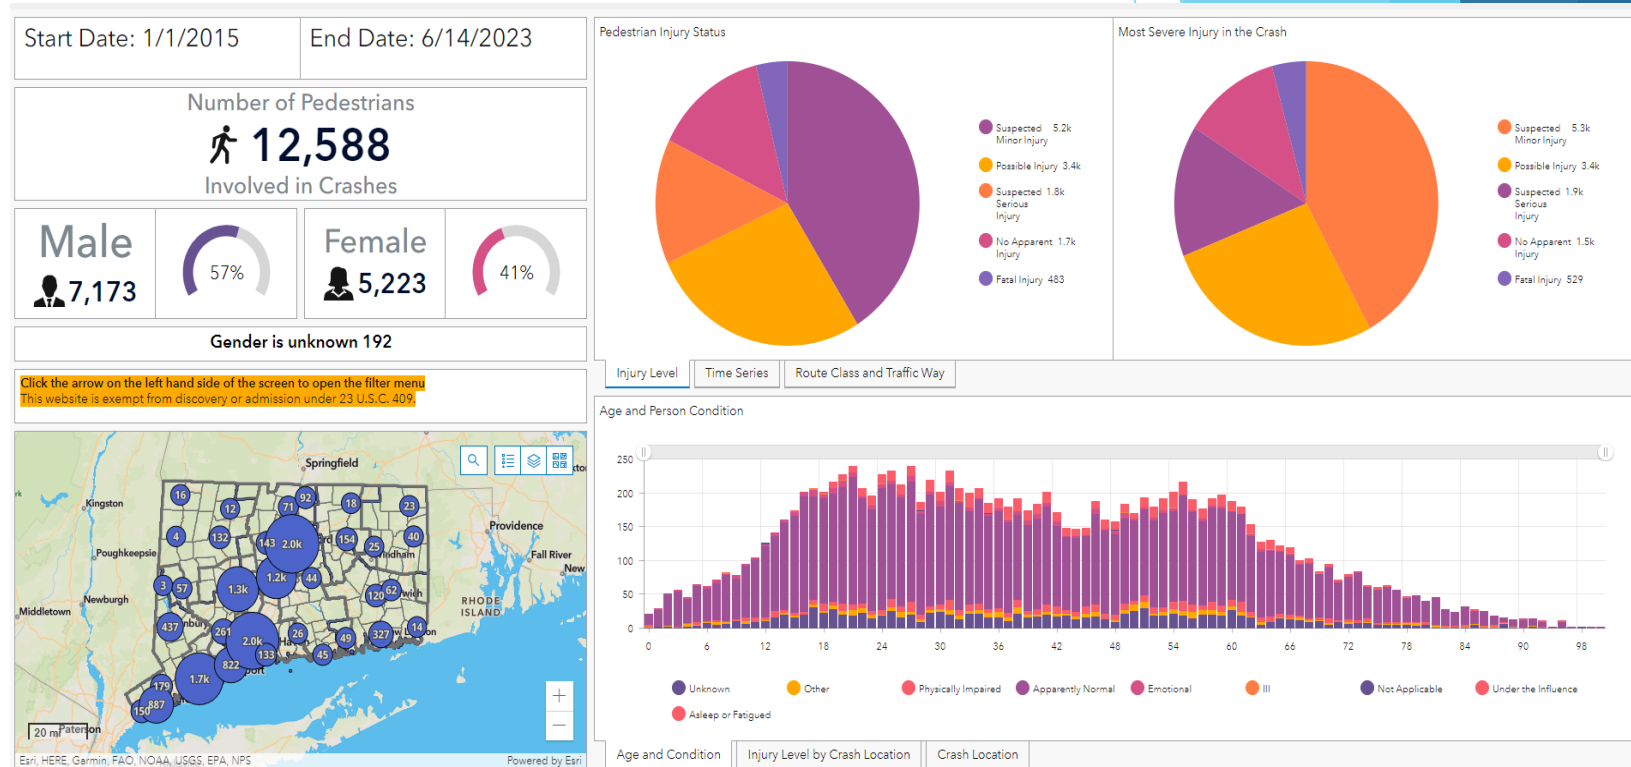 Start Date: 1/1/2015
End Date: 6/14/2023
Number of Pedestrians
12,588
Involved in Crashes
Male
7,173
57%
Female
5,223
41%
Gender is unknown 192
Click the arrow on the left hand side of the screen to open the filter menu
This website is exempt from discovery or admission under 23 U.S.C. 409.
Springfield
Kingston
Poughkeepsie
Newburgh
Middletown
Providence
Fall River
New
RHODE
ISLAND
Paterson
16
12
92
71
18
23
4
132
143
2.0k
154
25
40
ndham
3
57
1.3k
1.2k
44
120
62
wich
437
nbury
261
2.0k
26
133
49
327
14
45
822
port
1.7k
179
887
150
20 m
Esri, HERE, Garmin, FAO, NOAA, USGS, EPA, NPS
Powered by Esri
Pedestrian Injury Status
Suspected 5.2k
Minor Injury
Possible Injury 3.4k
Suspected 1.8k
Serious
Injury
No Apparent 1.7k
Injury
Fatal Injury 483
Most Severe Injury in the Crash
Suspected 5.3k
Minor Injury
Possible Injury 3.4k
Suspected 1.9k
Serious
Injury
No Apparent 1.5k
Injury
Fatal Injury 529
Injury Level
Time Series
Route Class and Traffic Way
Age and Person Condition
250
200
150
100
50
0
0 6 12 18 24 30 36 42 48 54 60 66 72 78 84 90 98
Unknown
Other
Physically Impaired
Apparently Normal
Emotional
Ill
Not Applicable
Under the Influence
Asleep or Fatigued
Age and Condition
Injury Level by Crash Location
Crash Location